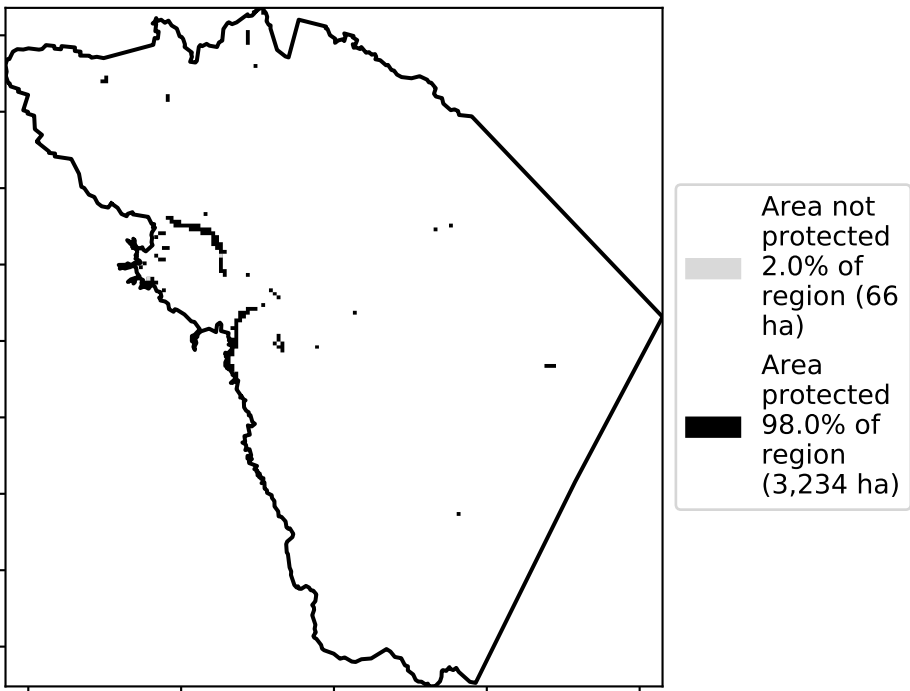 Area not
protected
2.0% of
region (66
ha)
Area
protected
98.0% of
region
(3,234 ha)